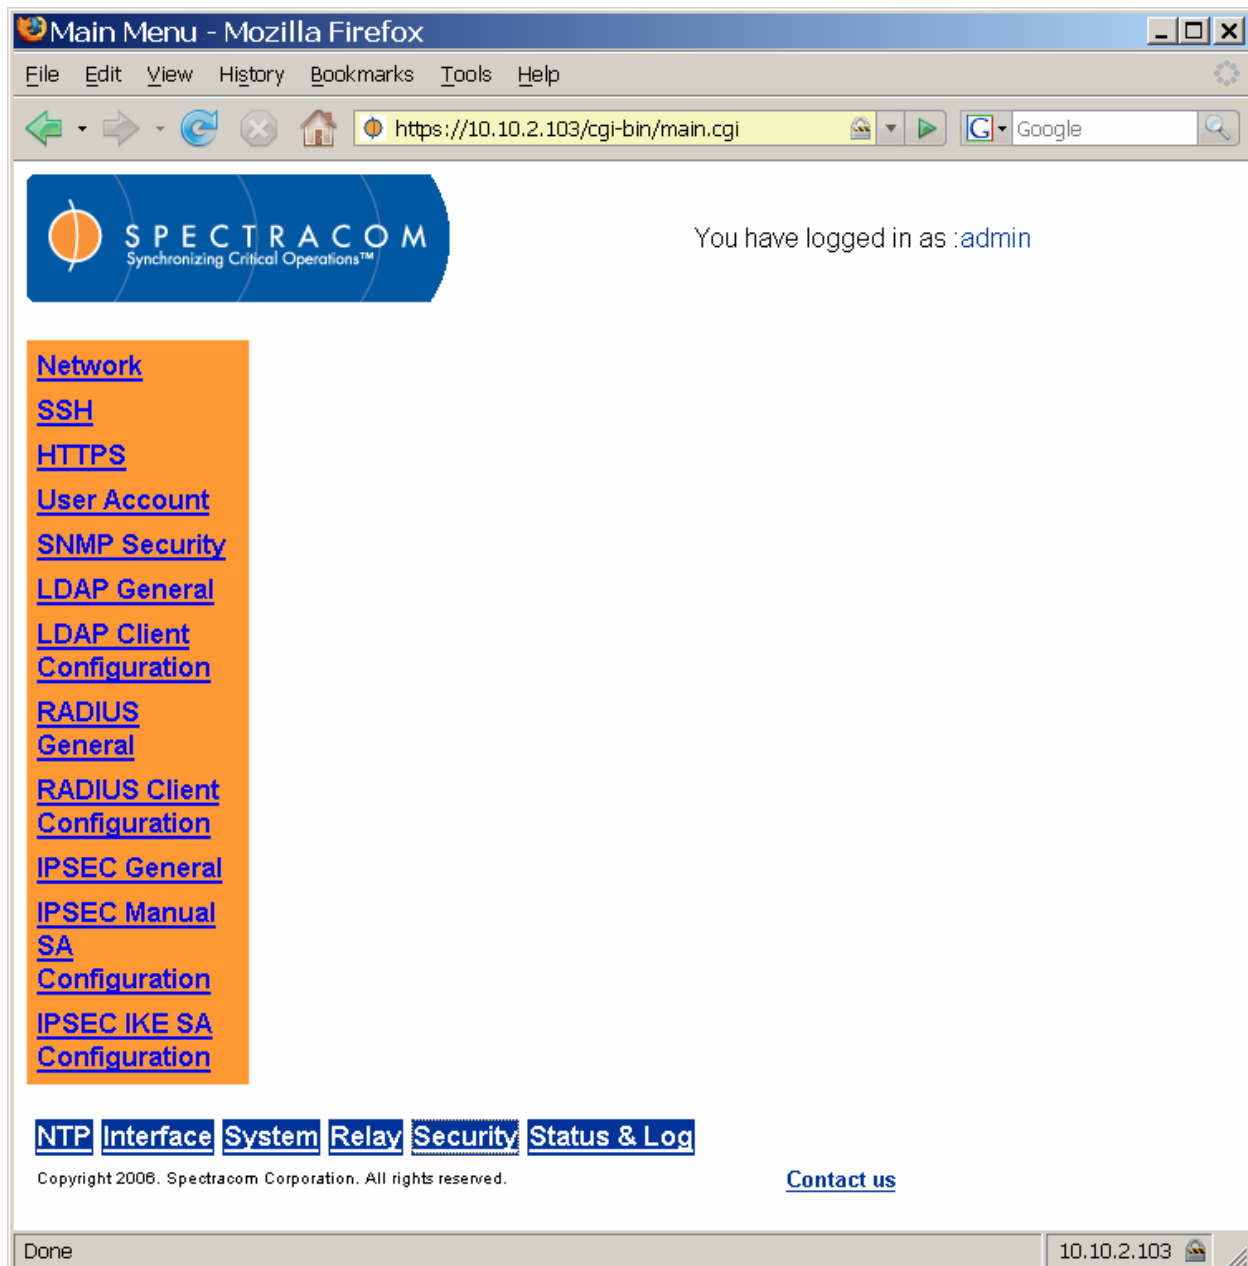 Main Menu - Mozilla Firefox
File Edit View History Bookmarks Tools Help
https://10.10.2.103/cgi-bin/main.cgi G Google
SPECTRACOM
Synchronizing Critical Operations™
You have logged in as :admin
Network
SSH
HTTPS
User Account
SNMP Security
LDAP General
LDAP Client
Configuration
RADIUS
General
RADIUS Client
Configuration
IPSEC General
IPSEC Manual
SA
Configuration
IPSEC IKE SA
Configuration
NTP Interface System Relay Security Status & Log
Copyright 2006. Spectracom Corporation. All rights reserved.
Contact us
Done 10.10.2.103